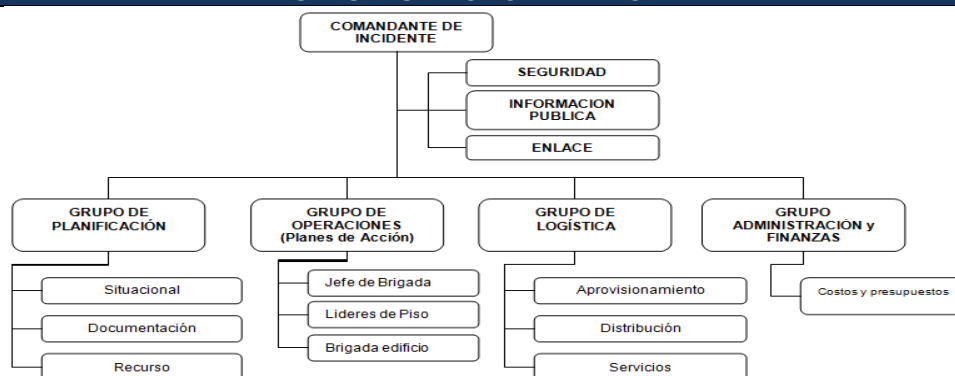 COMANDANTE DE
INCIDENTE
SEGURIDAD
INFORMACION
PUBLICA
ENLACE
GRUPO DE
PLANIFICACIÓN
GRUPO DE
OPERACIONES
(Planes de Acción)
GRUPO DE
LOGÍSTICA
GRUPO
ADMINISTRACIÓN y
FINANZAS
Situacional
Documentación
Recurso
Jefe de Brigada
Lideres de Piso
Brigada edificio
Aprovisionamiento
Distribución
Servicios
Costos y presupuestos